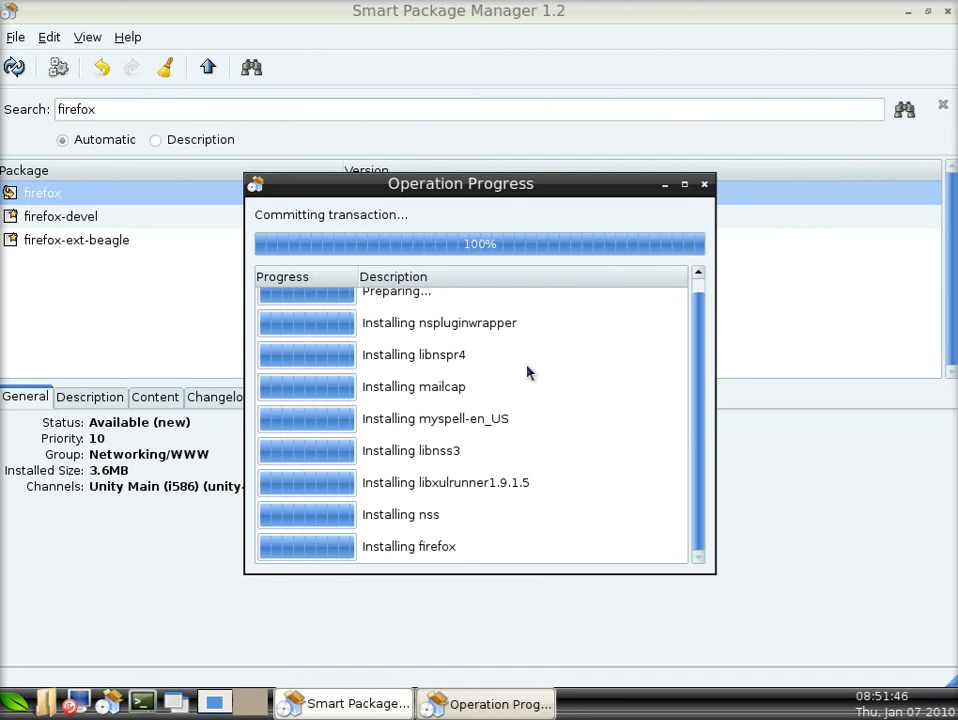 Smart Package Manager 1.2
File Edit View Help
Search: firefox
Automatic Description
Package Version
firefox
firefox-devel
firefox-ext-beagle
Operation Progress
Committing transaction...
100%
Progress Description
Preparing...
Installing nspluginwrapper
Installing libnspr4
Installing mailcap
Installing myspell-en_US
Installing libnss3
Installing libxulrunner1.9.1.5
Installing nss
Installing firefox
General Description Content Changelo
Status: Available (new)
Priority: 10
Group: Networking/WWW
Installed Size: 3.6MB
Channels: Unity Main (i586) (unity-
Smart Package... Operation Prog...
08:51:46
Thu, Jan 07 2010